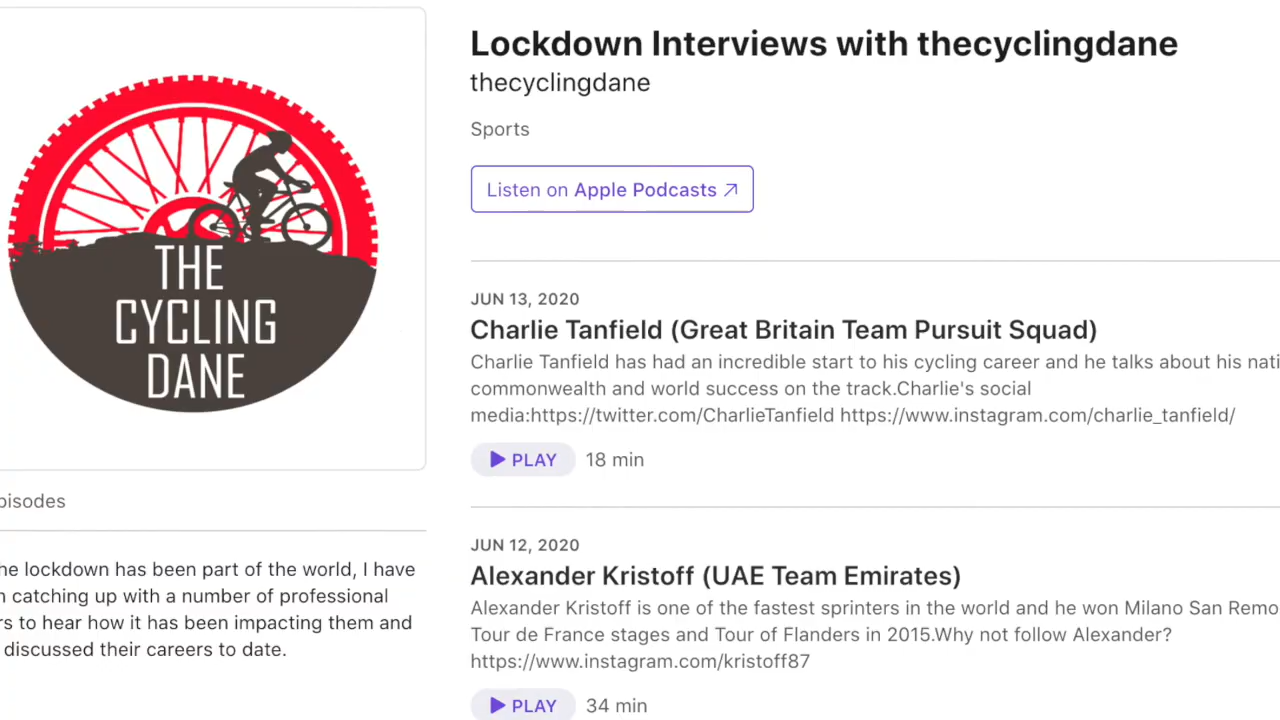 Lockdown Interviews with thecyclingdane
thecyclingdane
Sports
Listen on Apple Podcasts
THE
CYCLING
DANE
JUN 13, 2020
Charlie Tanfield (Great Britain Team Pursuit Squad)
Charlie Tanfield has had an incredible start to his cycling career and he talks about his
commonwealth and world success on the track.Charlie's social
media:https://twitter.com/CharlieTanfield https://www.instagram.com/charlie_tanfield/
PLAY 18 min
JUN 12, 2020
Alexander Kristoff (UAE Team Emirates)
Alexander Kristoff is one of the fastest sprinters in the world and he won Milano San Remo
Tour de France stages and Tour of Flanders in 2015.Why not follow Alexander?
https://www.instagram.com/kristoff87
PLAY 34 min
lockdown has been part of the world, I have
catching up with a number of professional
to hear how it has been impacting them and
discussed their careers to date.